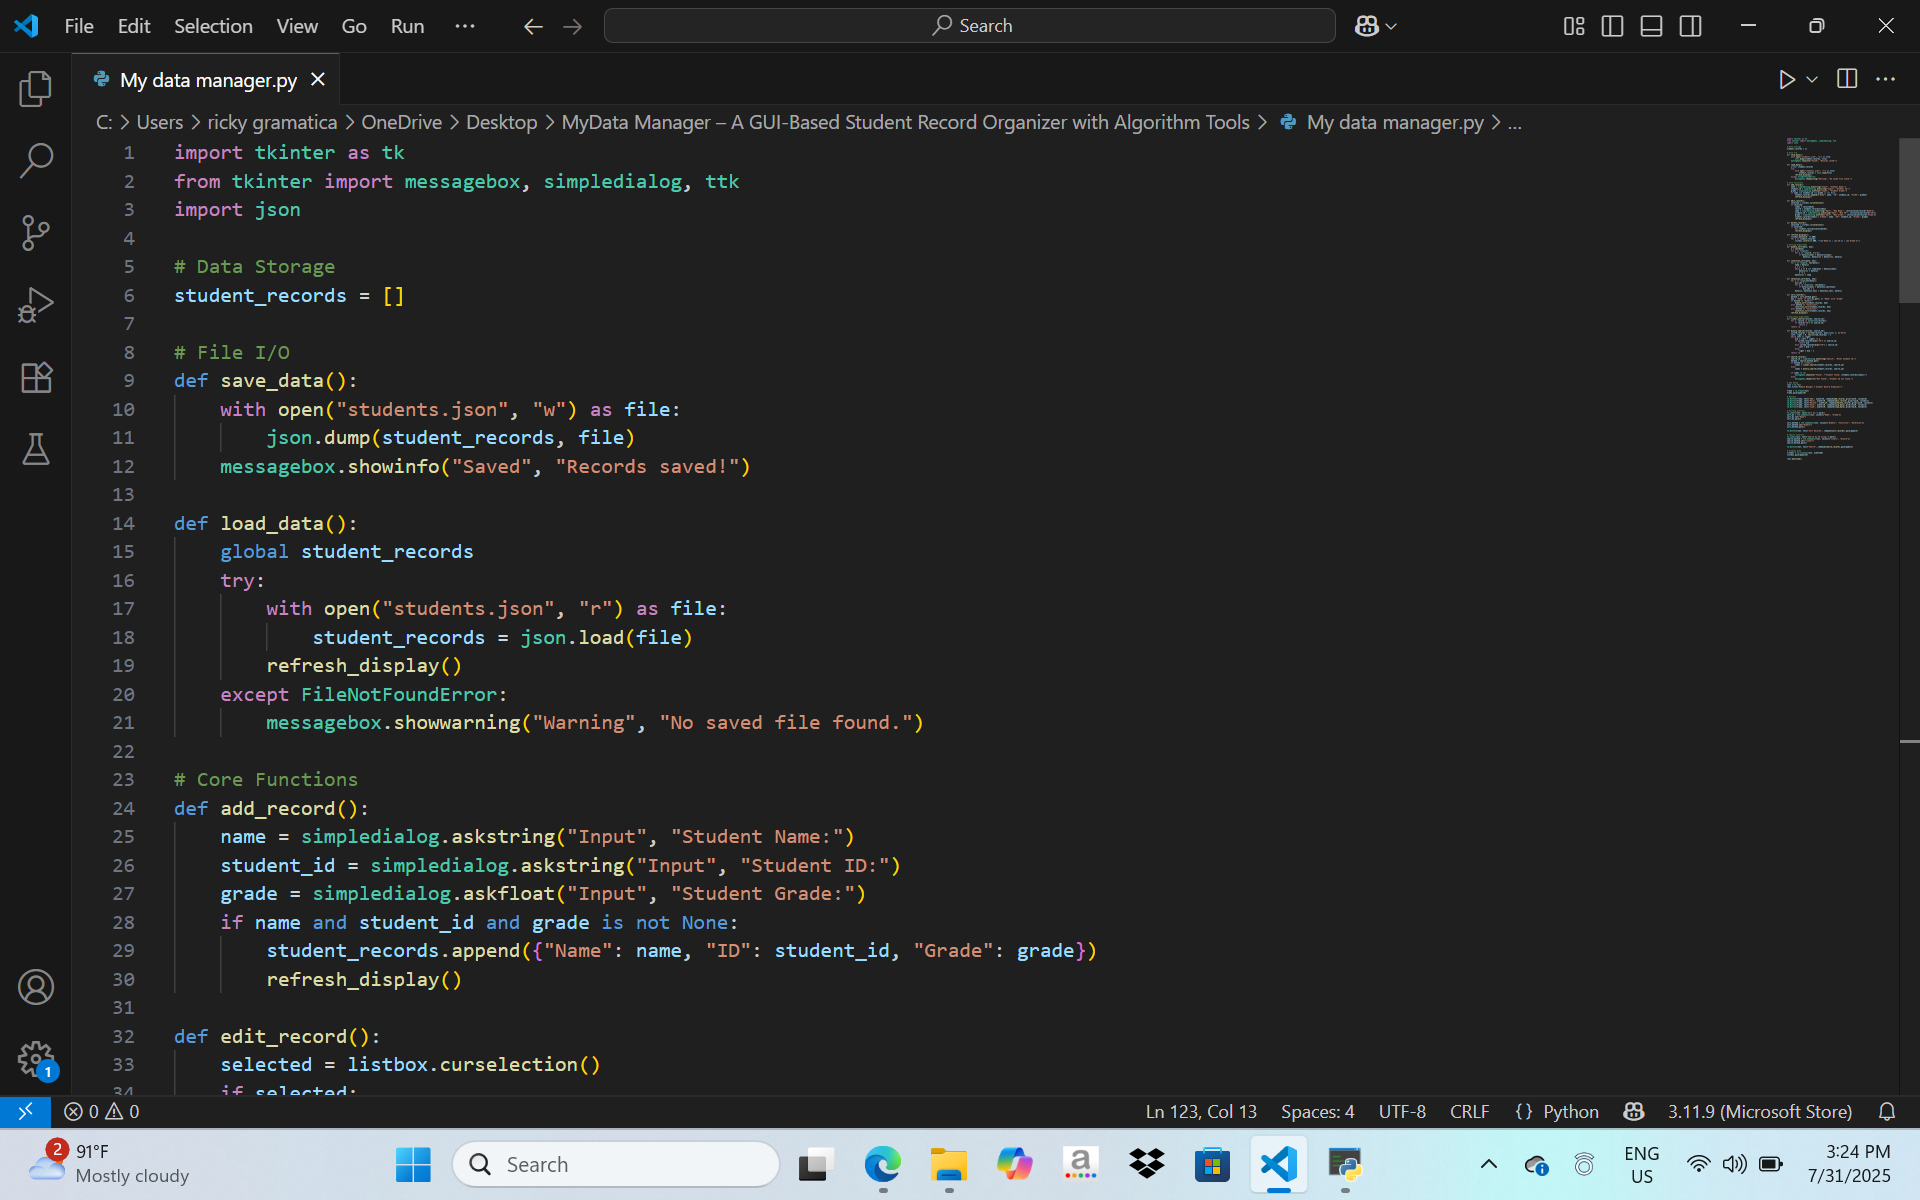 File Edit Selection View Go Run ··· Search
My data manager.py
C: > Users > ricky gramatica > OneDrive > Desktop > MyData Manager – A GUI-Based Student Record Organizer with Algorithm Tools > My data manager.py > ...
1 import tkinter as tk
2 from tkinter import messagebox, simpledialog, ttk
3 import json
4
5 # Data Storage
6 student_records = []
7
8 # File I/O
9 def save_data():
10     with open("students.json", "w") as file:
11         json.dump(student_records, file)
12     messagebox.showinfo("Saved", "Records saved!")
13
14 def load_data():
15     global student_records
16     try:
17         with open("students.json", "r") as file:
18             student_records = json.load(file)
19         refresh_display()
20     except FileNotFoundError:
21         messagebox.showwarning("Warning", "No saved file found.")
22
23 # Core Functions
24 def add_record():
25     name = simpledialog.askstring("Input", "Student Name:")
26     student_id = simpledialog.askstring("Input", "Student ID:")
27     grade = simpledialog.askfloat("Input", "Student Grade:")
28     if name and student_id and grade is not None:
29         student_records.append({"Name": name, "ID": student_id, "Grade": grade})
30         refresh_display()
31
32 def edit_record():
33     selected = listbox.curselection()
34     if selected:
1
0 0 Ln 123, Col 13 Spaces: 4 UTF-8 CRLF {} Python 3.11.9 (Microsoft Store)
2 91°F
Mostly cloudy
Search
a
ENG
US
3:24 PM
7/31/2025